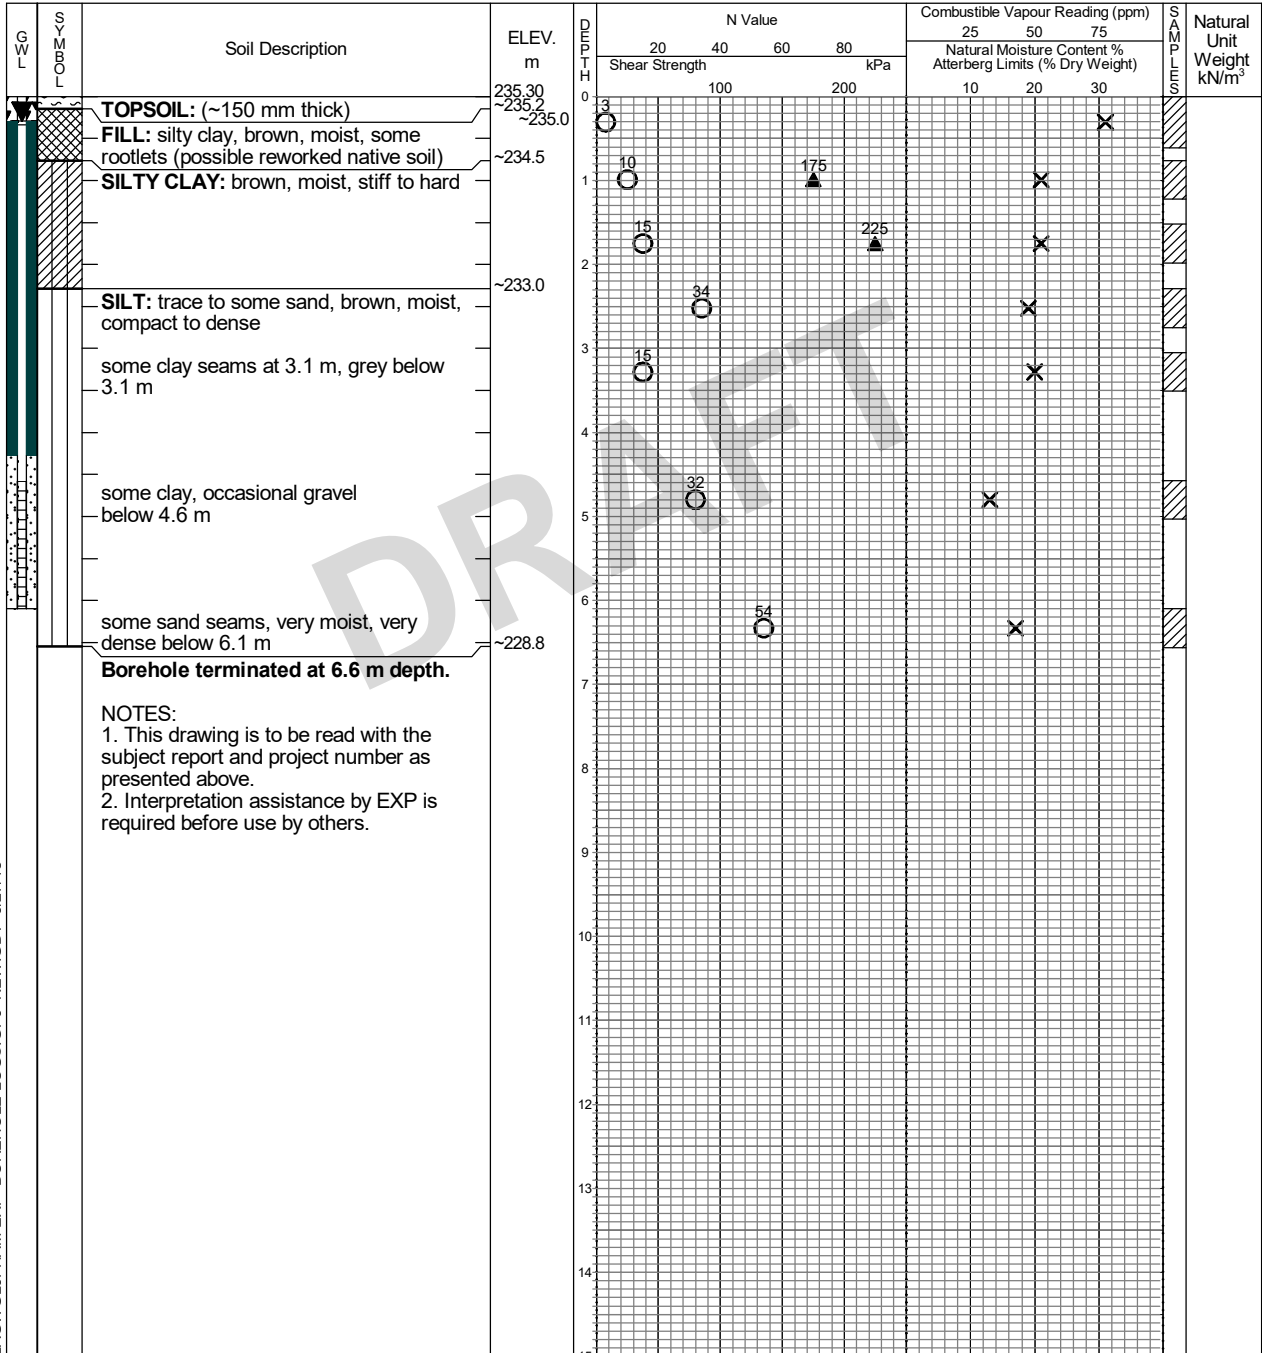 GWL
SYMBOL
Soil Description
ELEV.
m
DEPTH
N Value
20 40 60 80
Shear Strength kPa
100 200
Combustible Vapour Reading (ppm)
25 50 75
Natural Moisture Content %
Atterberg Limits (% Dry Weight)
10 20 30
SAMPLES
Natural
Unit
Weight
kN/m³
235.30
0
TOPSOIL: (~150 mm thick)
~235.2
~235.0
3
FILL: silty clay, brown, moist, some
rootlets (possible reworked native soil)
~234.5
SILTY CLAY: brown, moist, stiff to hard
10
175
1
15
225
2
~233.0
SILT: trace to some sand, brown, moist,
compact to dense
34
3
some clay seams at 3.1 m, grey below
3.1 m
15
4
some clay, occasional gravel
below 4.6 m
32
5
6
some sand seams, very moist, very
dense below 6.1 m
54
~228.8
Borehole terminated at 6.6 m depth.
7
NOTES:
1. This drawing is to be read with the
subject report and project number as
presented above.
2. Interpretation assistance by EXP is
required before use by others.
8
9
10
11
12
13
14
DRAFT